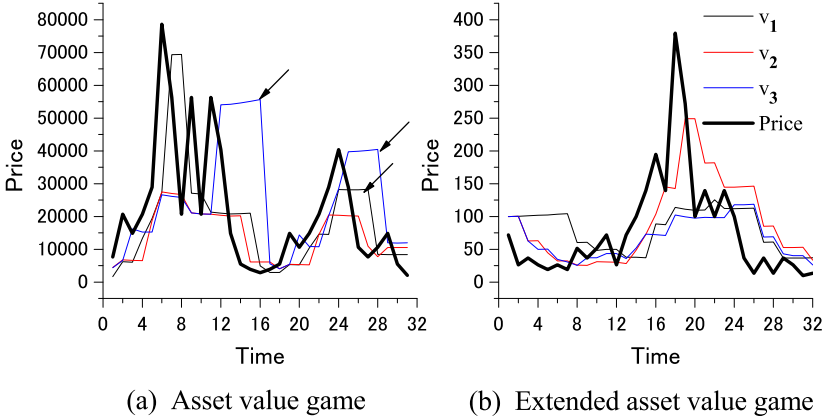 80000
70000
60000
50000
40000
30000
20000
10000
0
Price
0 4 8 12 16 20 24 28 32
Time
(a) Asset value game
400
350
300
250
200
150
100
50
0
Price
v1
v2
v3
Price
0 4 8 12 16 20 24 28 32
Time
(b) Extended asset value game